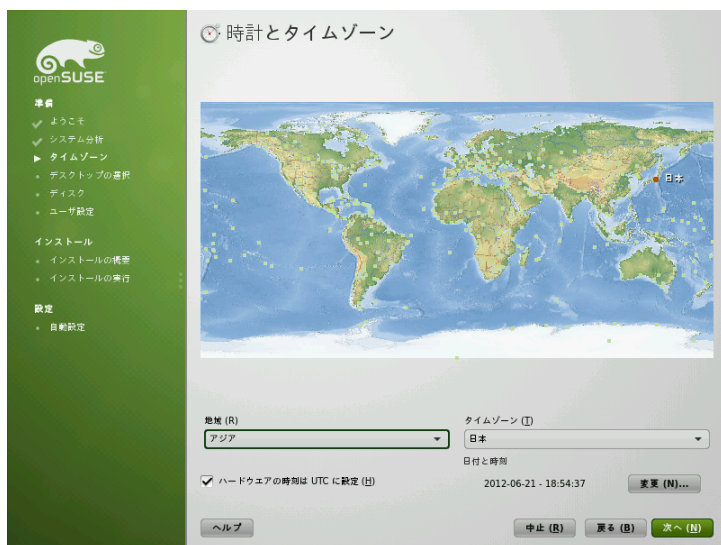 openSUSE
準備
ようこそ
システム分析
タイムゾーン
デスクトップの選択
ディスク
ユーザ設定
インストール
インストールの概要
インストールの実行
設定
自動設定
時計とタイムゾーン
日本
地域 (R)
アジア
タイムゾーン (T)
日本
ハードウエアの時刻は UTC に設定 (H)
日付と時刻
2012-06-21 - 18:54:37
変更 (N)...
ヘルプ
中止 (R)
戻る (B)
次へ (N)